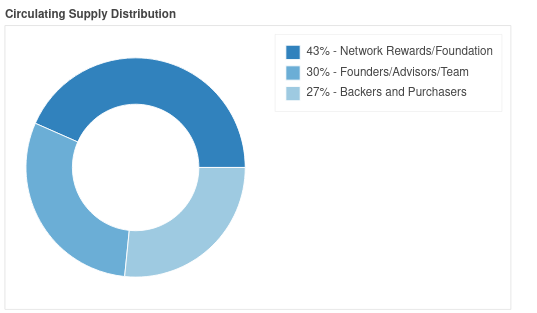 Circulating Supply Distribution
43% - Network Rewards/Foundation
30% - Founders/Advisors/Team
27% - Backers and Purchasers